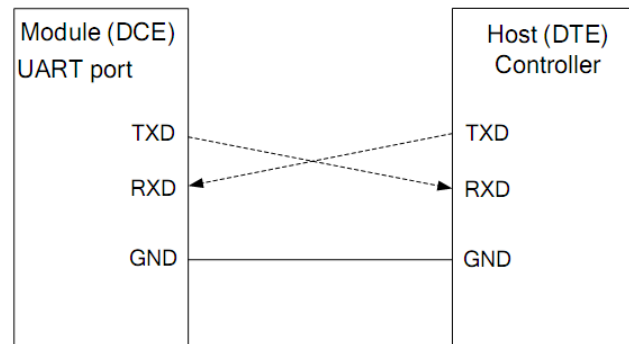 Module (DCE)
UART port
TXD
RXD
GND
Host (DTE)
Controller
TXD
RXD
GND